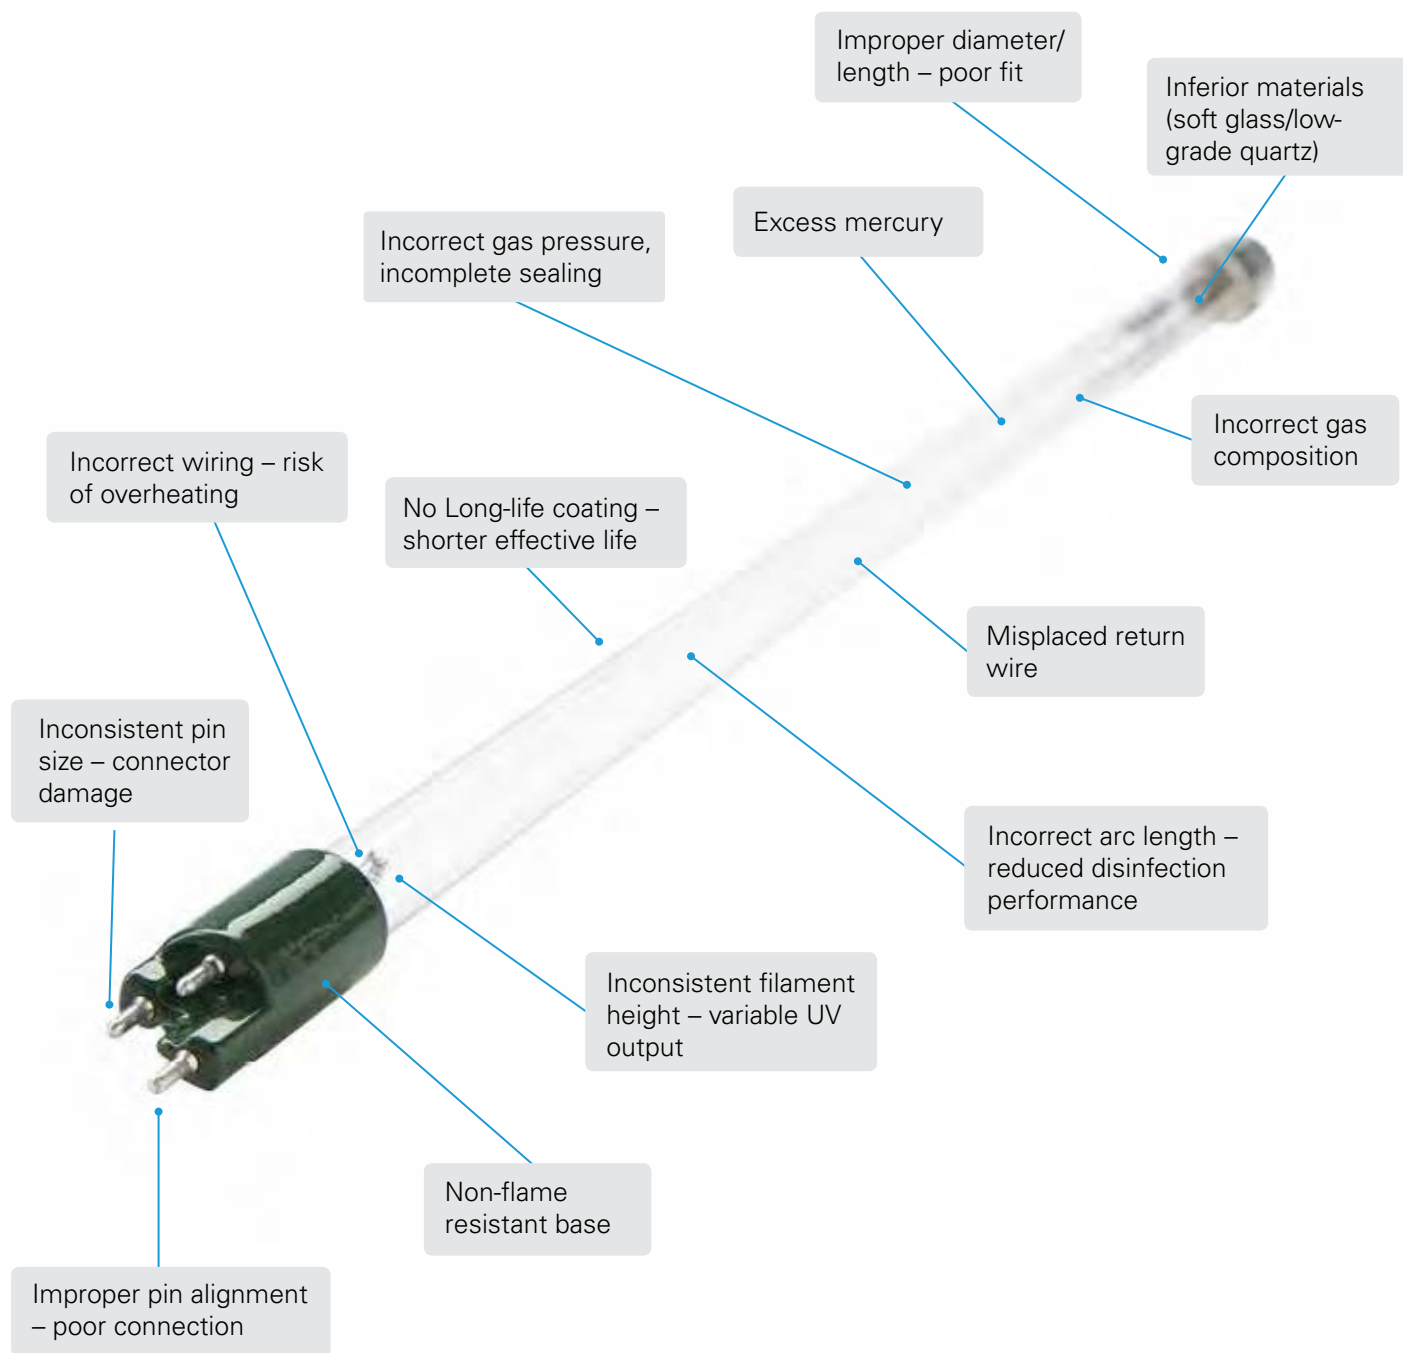 Improper diameter/
length – poor fit
Inferior materials
(soft glass/low-
grade quartz)
Excess mercury
Incorrect gas pressure,
incomplete sealing
Incorrect gas
composition
Incorrect wiring – risk
of overheating
No Long-life coating –
shorter effective life
Misplaced return
wire
Inconsistent pin
size – connector
damage
Incorrect arc length –
reduced disinfection
performance
Inconsistent filament
height – variable UV
output
Non-flame
resistant base
Improper pin alignment
– poor connection